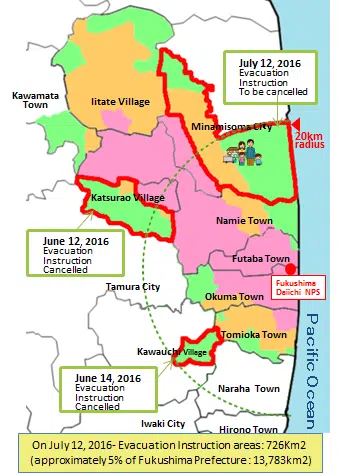 July 12, 2016
Evacuation
Instruction
To be cancelled
Kawamata
Town
Iitate Village
Minamisoma City
20km
radius
Katsurao Village
Namie Town
June 12, 2016
Evacuation
Instruction
Cancelled
Futaba Town
Fukushima
Daiichi NPS
Tamura City
Okuma Town
Pacific Ocean
Tomioka Town
Kawauchi Village
June 14, 2016
Evacuation
Instruction
Cancelled
Naraha Town
Iwaki City
Hirono Town
On July 12, 2016- Evacuation Instruction areas: 726Km2
(approximately 5% of Fukushima Prefecture: 13,783km2)